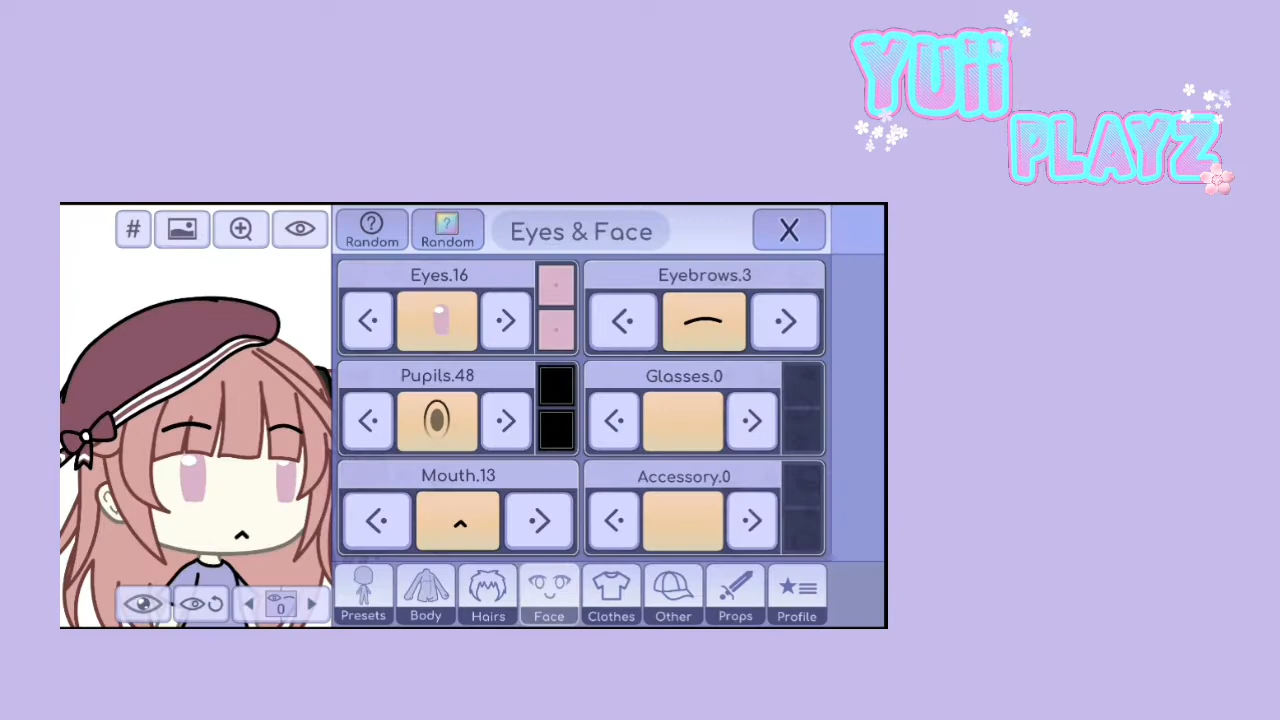 YUii
PLAYZ
#
? Random
? Random
Eyes & Face
X
Eyes.16
Eyebrows.3
Pupils.48
Glasses.0
Mouth.13
Accessory.0
0
Presets
Body
Hairs
Face
Clothes
Other
Props
Profile